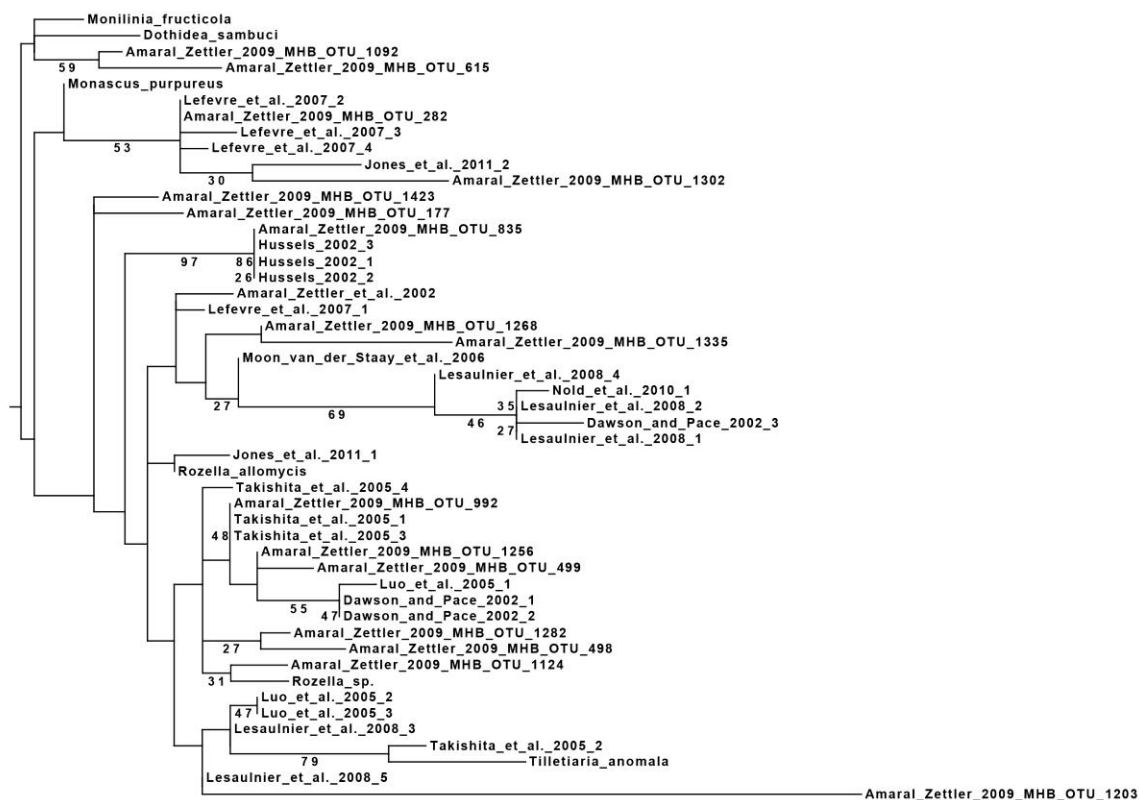 Monilinia_fructicola
Dothidea_sambuci
Amaral_Zettler_2009_MHB_OTU_1092
59
Amaral_Zettler_2009_MHB_OTU_615
Monascus_purpureus
Lefevre_et_al._2007_2
Amaral_Zettler_2009_MHB_OTU_282
Lefevre_et_al._2007_3
53
Lefevre_et_al._2007_4
Jones_et_al._2011_2
30
Amaral_Zettler_2009_MHB_OTU_1302
Amaral_Zettler_2009_MHB_OTU_1423
Amaral_Zettler_2009_MHB_OTU_177
Amaral_Zettler_2009_MHB_OTU_835
Hussels_2002_3
97
86
Hussels_2002_1
26
Hussels_2002_2
Amaral_Zettler_et_al._2002
Lefevre_et_al._2007_1
Amaral_Zettler_2009_MHB_OTU_1268
Amaral_Zettler_2009_MHB_OTU_1335
Moon_van_der_Staay_et_al._2006
Lesaulnier_et_al._2008_4
Nold_et_al._2010_1
27
69
35
Lesaulnier_et_al._2008_2
46
Dawson_and_Pace_2002_3
27
Lesaulnier_et_al._2008_1
Jones_et_al._2011_1
Rozella_allomycis
Takishita_et_al._2005_4
Amaral_Zettler_2009_MHB_OTU_992
Takishita_et_al._2005_1
48
Takishita_et_al._2005_3
Amaral_Zettler_2009_MHB_OTU_1256
Amaral_Zettler_2009_MHB_OTU_499
Luo_et_al._2005_1
55
Dawson_and_Pace_2002_1
47
Dawson_and_Pace_2002_2
Amaral_Zettler_2009_MHB_OTU_1282
27
Amaral_Zettler_2009_MHB_OTU_498
Amaral_Zettler_2009_MHB_OTU_1124
31
Rozella_sp.
Luo_et_al._2005_2
47
Luo_et_al._2005_3
Lesaulnier_et_al._2008_3
Takishita_et_al._2005_2
79
Tilletiaria_anomala
Lesaulnier_et_al._2008_5
Amaral_Zettler_2009_MHB_OTU_1203